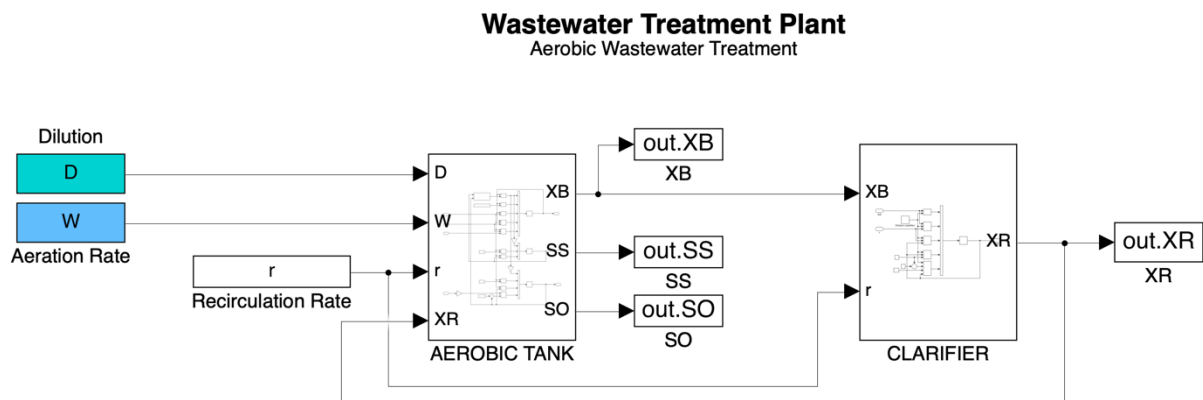 Wastewater Treatment Plant
Aerobic Wastewater Treatment
Dilution
D
W
Aeration Rate
r
Recirculation Rate
D
W
r
XR
XB
SS
SO
AEROBIC TANK
out.XB
XB
out.SS
SS
out.SO
SO
XB
r
XR
CLARIFIER
out.XR
XR